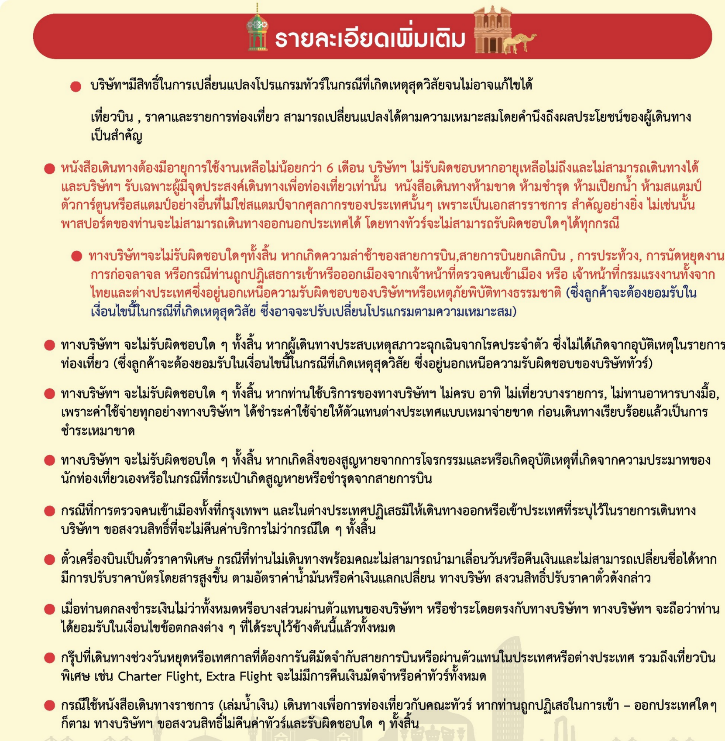 รายละเอียดเพิ่มเติม
● บริษัทฯมีสิทธิ์ในการเปลี่ยนแปลงโปรแกรมทัวร์ในกรณีที่เกิดเหตุสุดวิสัยจนไม่อาจแก้ไขได้
เที่ยวบิน , ราคาและรายการท่องเที่ยว สามารถเปลี่ยนแปลงได้ตามความเหมาะสมโดยคำนึงถึงผลประโยชน์ของผู้เดินทาง
เป็นสำคัญ
● หนังสือเดินทางต้องมีอายุการใช้งานเหลือไม่น้อยกว่า 6 เดือน บริษัทฯ ไม่รับผิดชอบหากอายุเหลือไม่ถึงและไม่สามารถเดินทางได้
และบริษัทฯ รับเฉพาะผู้มีจุดประสงค์เดินทางเพื่อท่องเที่ยวเท่านั้น หนังสือเดินทางห้ามขาด ห้ามชำรุด ห้ามเปียกน้ำ ห้ามสแตมป์
ตัวการ์ตูนหรือสแตมป์อย่างอื่นที่ไม่ใช่สแตมป์จากศุลกากรของประเทศนั้นๆ เพราะเป็นเอกสารราชการ สำคัญอย่างยิ่ง ไม่เช่นนั้น
พาสปอร์ตของท่านจะไม่สามารถเดินทางออกนอกประเทศได้ โดยทางทัวร์จะไม่สามารถรับผิดชอบใดๆได้ทุกกรณี
● ทางบริษัทฯจะไม่รับผิดชอบใดๆทั้งสิ้น หากเกิดความล่าช้าของสายการบิน,สายการบินยกเลิกบิน , การประท้วง, การนัดหยุดงาน
การก่อจลาจล หรือกรณีท่านถูกปฏิเสธการเข้าหรือออกเมืองจากเจ้าหน้าที่ตรวจคนเข้าเมือง หรือ เจ้าหน้าที่กรมแรงงานทั้งจาก
ไทยและต่างประเทศซึ่งอยู่นอกเหนือความรับผิดชอบของบริษัทฯหรือเหตุภัยพิบัติทางธรรมชาติ (ซึ่งลูกค้าจะต้องยอมรับใน
เงื่อนไขนี้ในกรณีที่เกิดเหตุสุดวิสัย ซึ่งอาจจะปรับเปลี่ยนโปรแกรมตามความเหมาะสม)
● ทางบริษัทฯ จะไม่รับผิดชอบใด ๆ ทั้งสิ้น หากผู้เดินทางประสบเหตุสภาวะฉุกเฉินจากโรคประจำตัว ซึ่งไม่ได้เกิดจากอุบัติเหตุในรายการ
ท่องเที่ยว (ซึ่งลูกค้าจะต้องยอมรับในเงื่อนไขนี้ในกรณีที่เกิดเหตุสุดวิสัย ซึ่งอยู่นอกเหนือความรับผิดชอบของบริษัททัวร์)
● ทางบริษัทฯ จะไม่รับผิดชอบใด ๆ ทั้งสิ้น หากท่านใช้บริการของทางบริษัทฯ ไม่ครบ อาทิ ไม่เที่ยวบางรายการ, ไม่ทานอาหารบางมื้อ,
เพราะค่าใช้จ่ายทุกอย่างทางบริษัทฯ ได้ชำระค่าใช้จ่ายให้ตัวแทนต่างประเทศแบบเหมาจ่ายขาด ก่อนเดินทางเรียบร้อยแล้วเป็นการ
ชำระเหมาขาด
● ทางบริษัทฯ จะไม่รับผิดชอบใด ๆ ทั้งสิ้น หากเกิดสิ่งของสูญหายจากการโจรกรรมและหรือเกิดอุบัติเหตุที่เกิดจากความประมาทของ
นักท่องเที่ยวเองหรือในกรณีที่กระเป๋าเกิดสูญหายหรือชำรุดจากสายการบิน
● กรณีที่การตรวจคนเข้าเมืองทั้งที่กรุงเทพฯ และในต่างประเทศปฏิเสธมิให้เดินทางออกหรือเข้าประเทศที่ระบุไว้ในรายการเดินทาง
บริษัทฯ ขอสงวนสิทธิ์ที่จะไม่คืนค่าบริการไม่ว่ากรณีใด ๆ ทั้งสิ้น
● ตั๋วเครื่องบินเป็นตั๋วราคาพิเศษ กรณีที่ท่านไม่เดินทางพร้อมคณะไม่สามารถนำมาเลื่อนวันหรือคืนเงินและไม่สามารถเปลี่ยนชื่อได้หาก
มีการปรับราคาบัตรโดยสารสูงขึ้น ตามอัตราค่าน้ำมันหรือค่าเงินแลกเปลี่ยน ทางบริษัท สงวนสิทธิ์ปรับราคาตั๋วดังกล่าว
● เมื่อท่านตกลงชำระเงินไม่ว่าทั้งหมดหรือบางส่วนผ่านตัวแทนของบริษัทฯ หรือชำระโดยตรงกับทางบริษัทฯ ทางบริษัทฯ จะถือว่าท่าน
ได้ยอมรับในเงื่อนไขข้อตกลงต่าง ๆ ที่ได้ระบุไว้ข้างต้นนี้แล้วทั้งหมด
● กรุ๊ปที่เดินทางช่วงวันหยุดหรือเทศกาลที่ต้องการันตีมัดจำกับสายการบินหรือผ่านตัวแทนในประเทศหรือต่างประเทศ รวมถึงเที่ยวบิน
พิเศษ เช่น Charter Flight, Extra Flight จะไม่มีการคืนเงินมัดจำหรือค่าทัวร์ทั้งหมด
● กรณีใช้หนังสือเดินทางราชการ (เล่มน้ำเงิน) เดินทางเพื่อการท่องเที่ยวกับคณะทัวร์ หากท่านถูกปฏิเสธในการเข้า – ออกประเทศใดๆ
ก็ตาม ทางบริษัทฯ ขอสงวนสิทธิ์ไม่คืนค่าทัวร์และรับผิดชอบใด ๆ ทั้งสิ้น